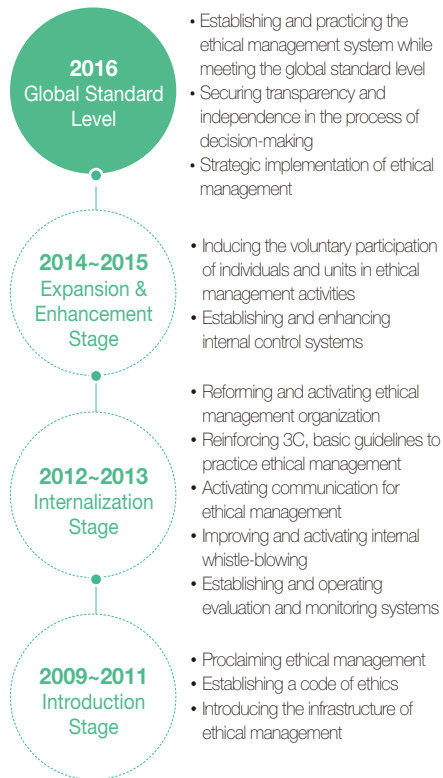 2016
Global Standard
Level
• Establishing and practicing the
ethical management system while
meeting the global standard level
• Securing transparency and
independence in the process of
decision-making
• Strategic implementation of ethical
management
2014~2015
Expansion &
Enhancement
Stage
• Inducing the voluntary participation
of individuals and units in ethical
management activities
• Establishing and enhancing
internal control systems
2012~2013
Internalization
Stage
• Reforming and activating ethical
management organization
• Reinforcing 3C, basic guidelines to
practice ethical management
• Activating communication for
ethical management
• Improving and activating internal
whistle-blowing
• Establishing and operating
evaluation and monitoring systems
2009~2011
Introduction
Stage
• Proclaiming ethical management
• Establishing a code of ethics
• Introducing the infrastructure of
ethical management